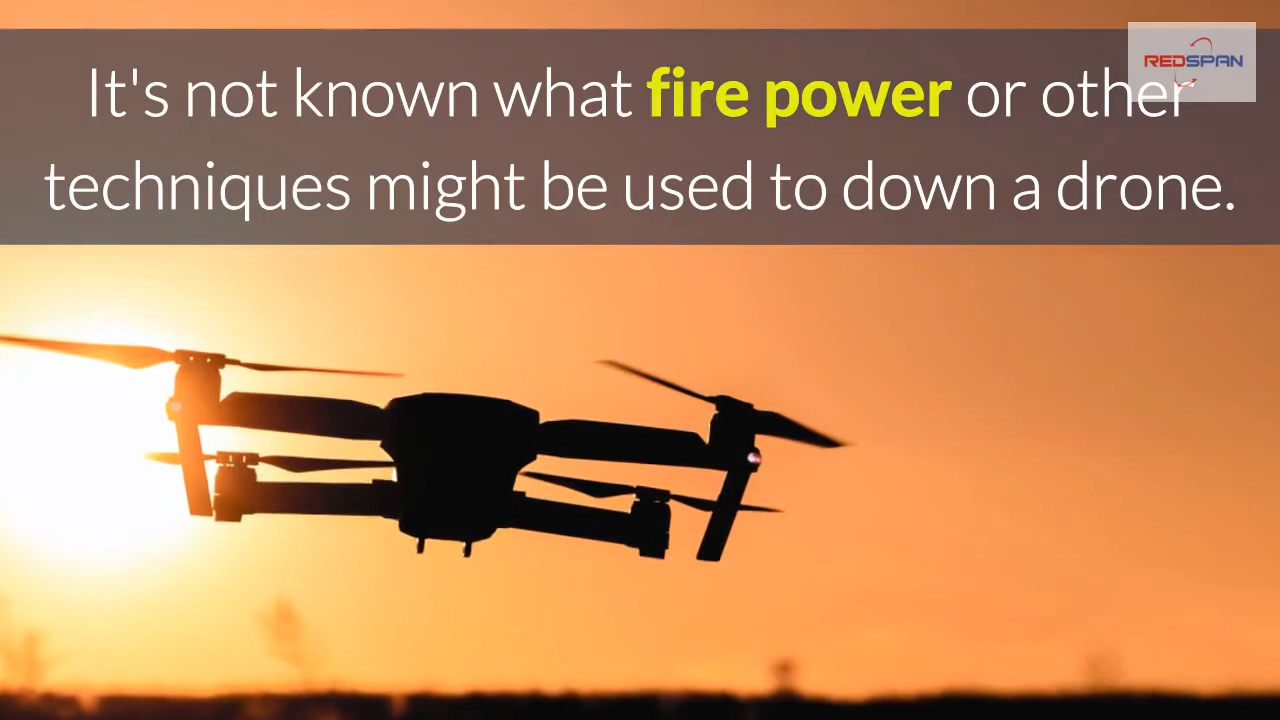 It's not known what fire power or other
techniques might be used to down a drone.
REDSPAN